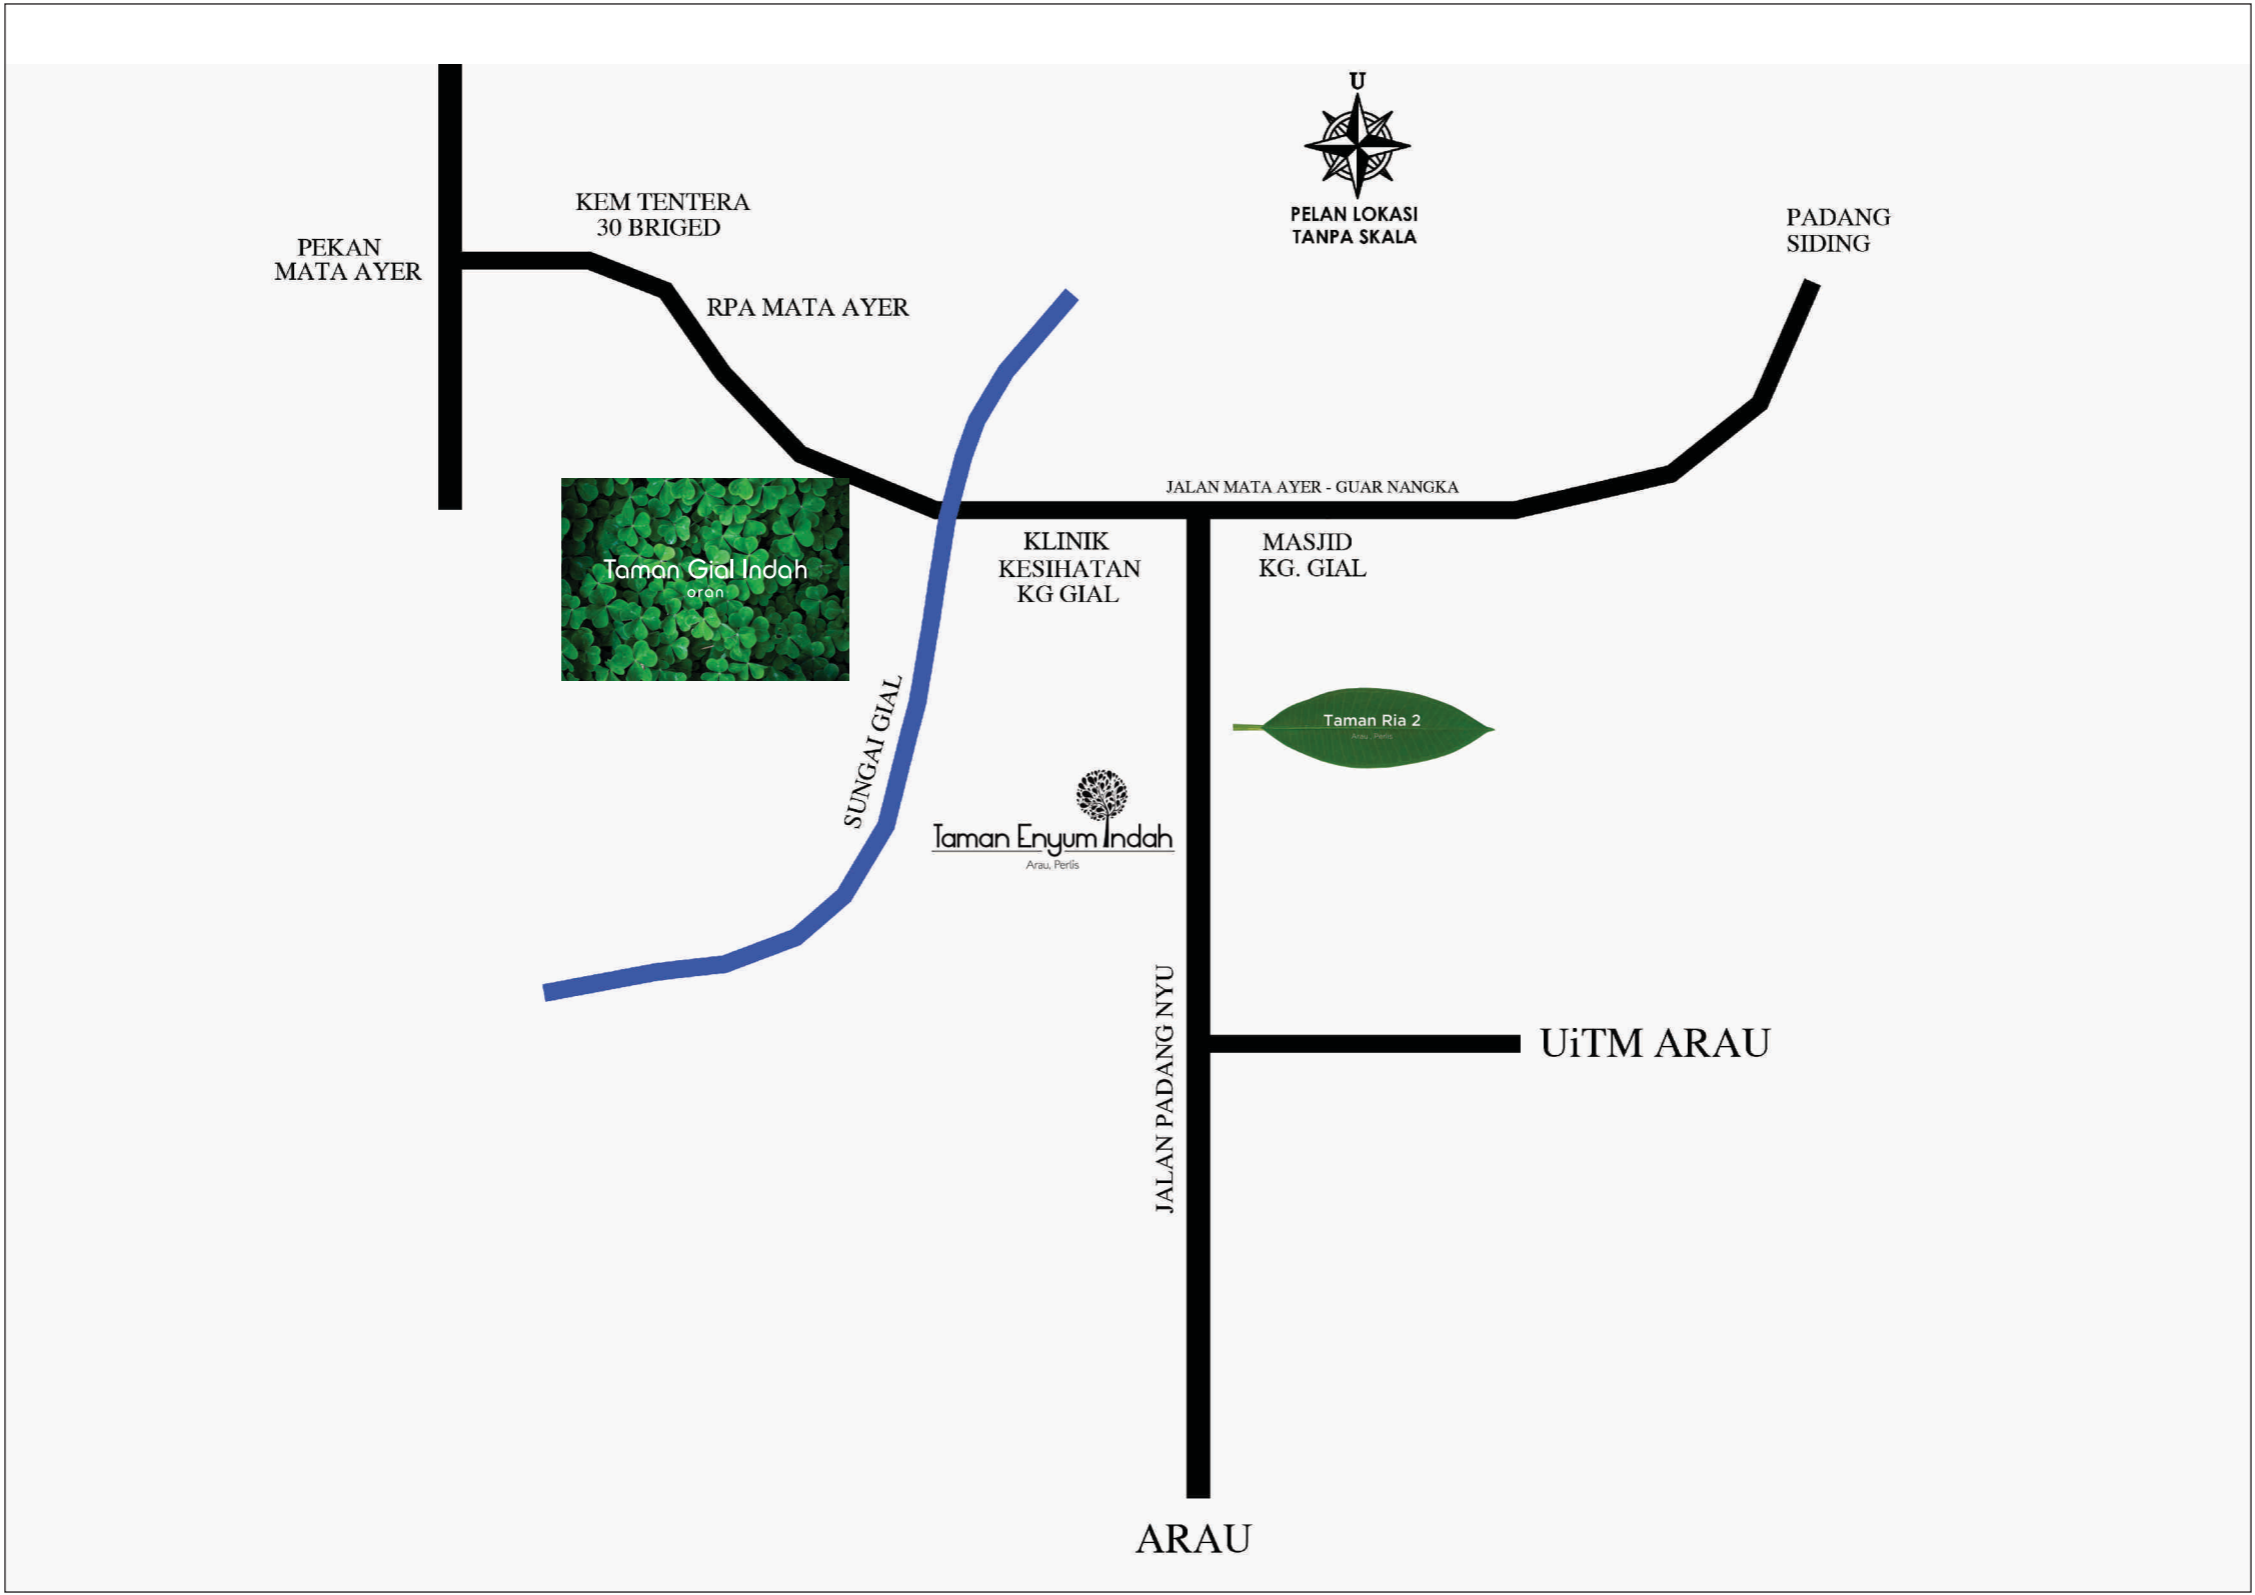 U
PELAN LOKASI
TANPA SKALA
KEM TENTERA
30 BRIGED
PADANG
SIDING
PEKAN
MATA AYER
RPA MATA AYER
JALAN MATA AYER - GUAR NANGKA
KLINIK
KESIHATAN
KG GIAL
MASJID
KG. GIAL
Taman Gial Indah
oran
SUNGAI GIAL
Taman Ria 2
Arau, Perlis
Taman Enyum Indah
Arau, Perlis
JALAN PADANG NYU
UiTM ARAU
ARAU